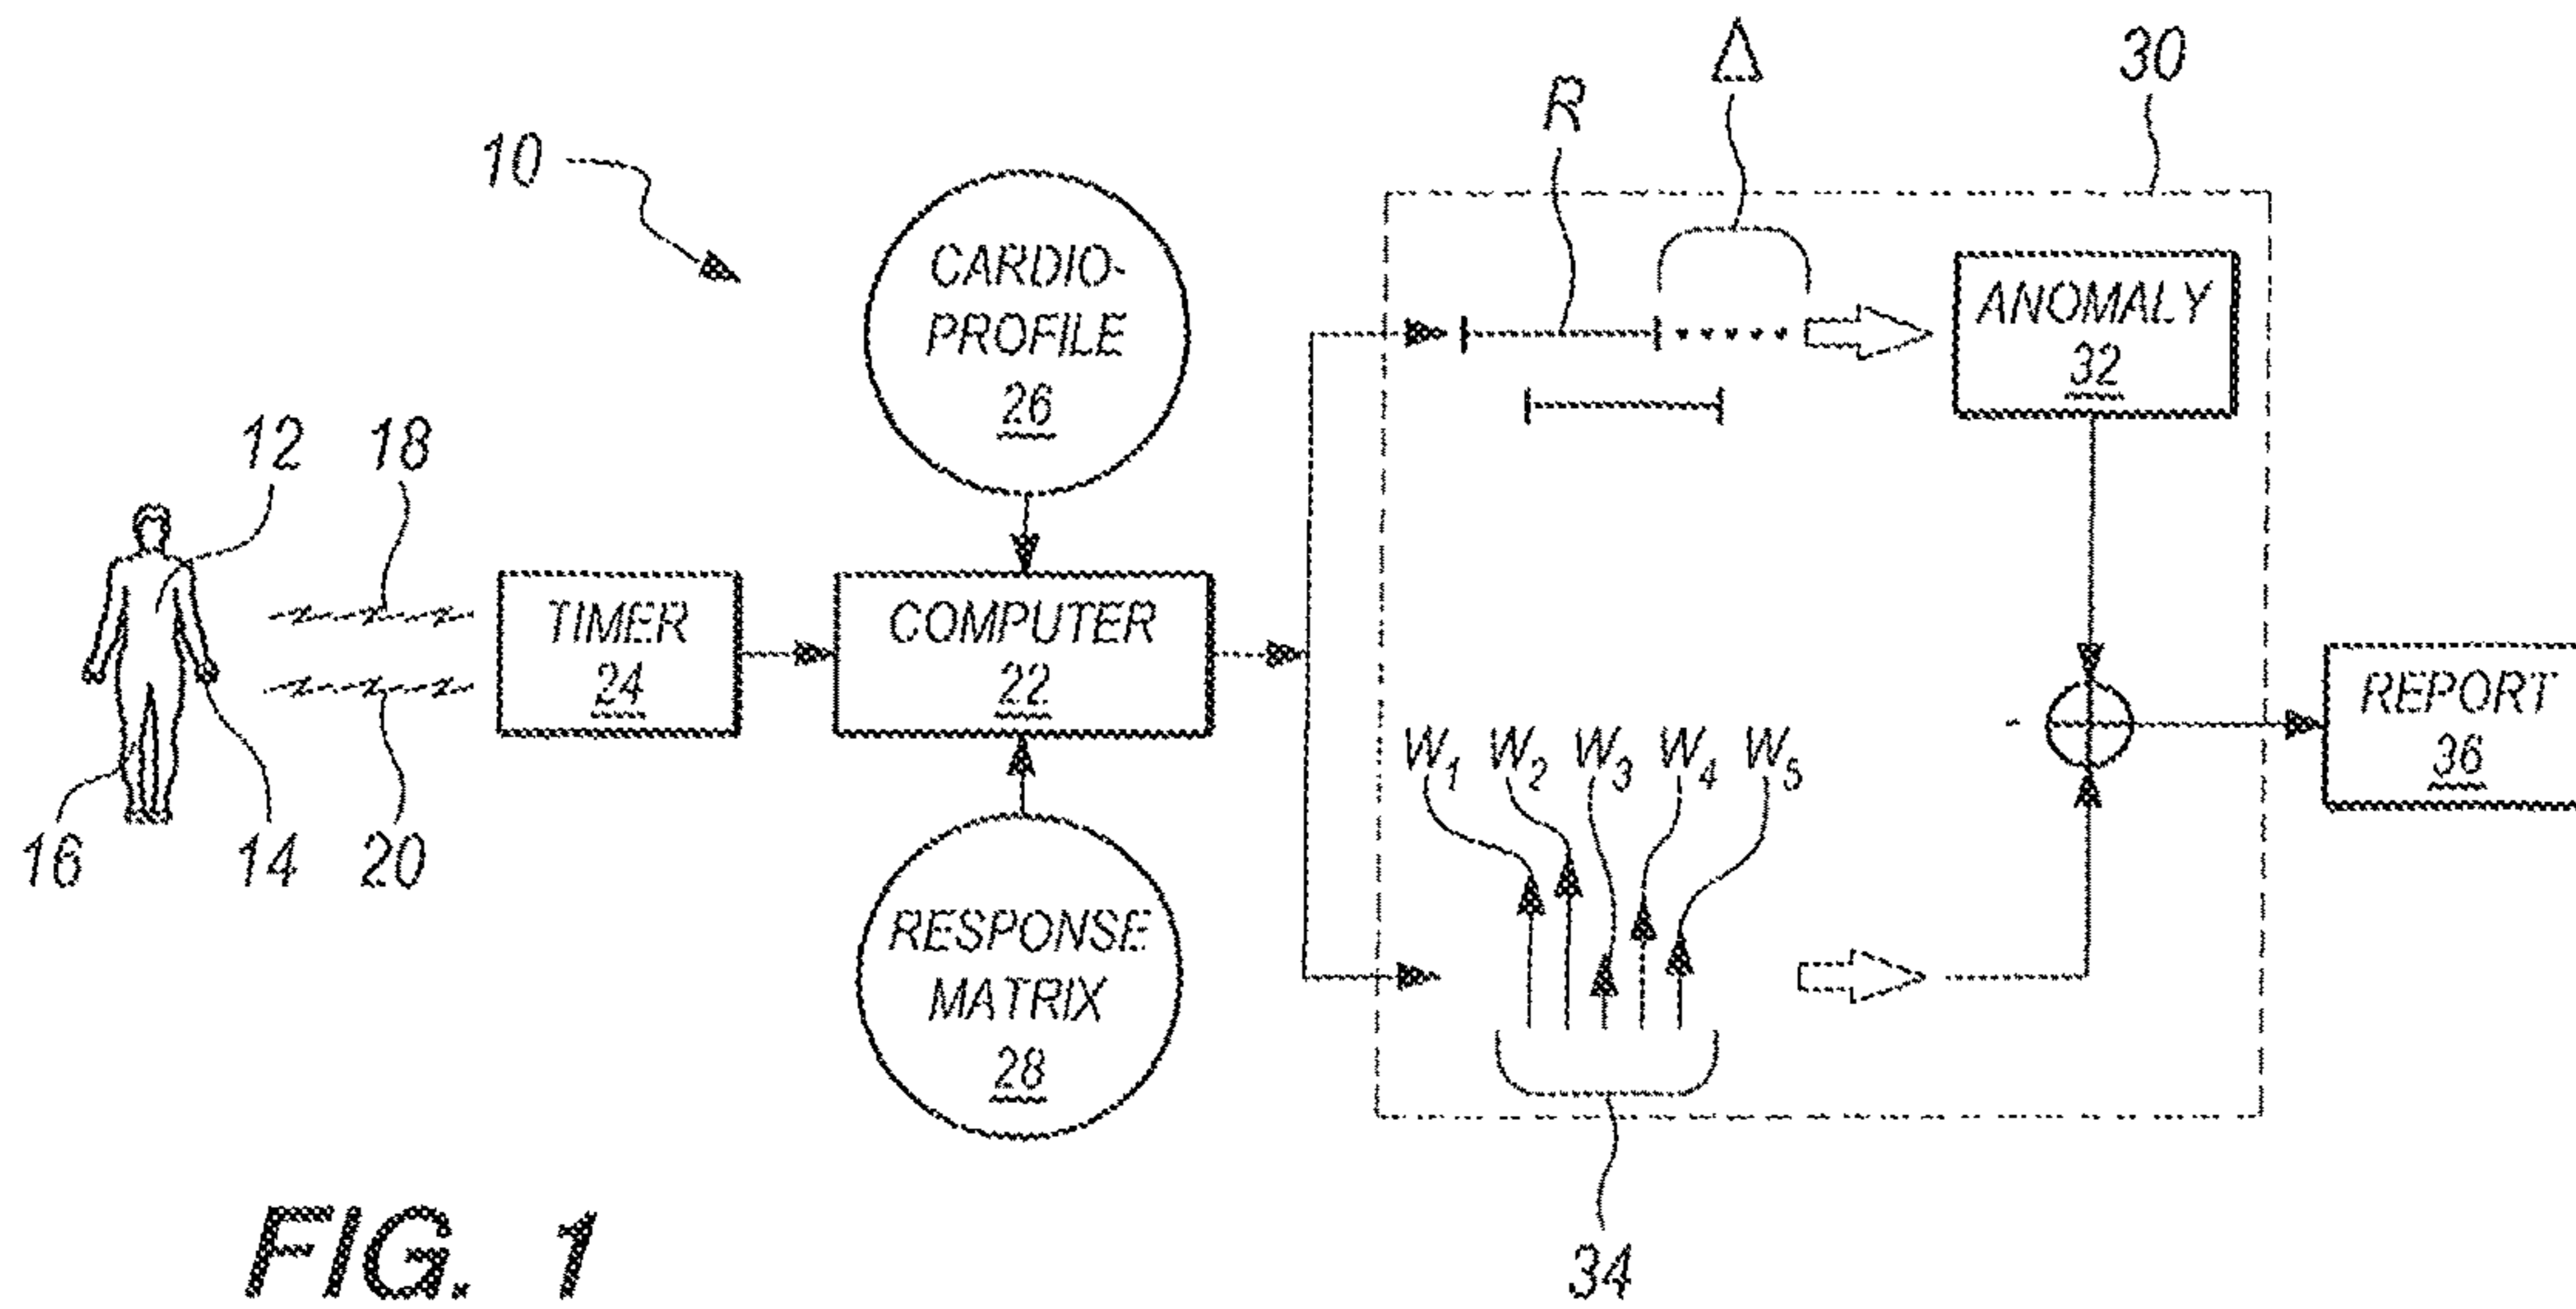 Δ
30
R
10
CARDIO-
PROFILE
26
ANOMALY
32
12
18
TIMER
24
COMPUTER
22
REPORT
36
W1 W2 W3 W4 W5
16
14
20
RESPONSE
MATRIX
28
34
FIG. 1